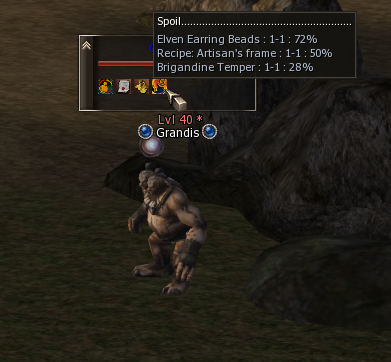 Spoil......................................................
Elven Earring Beads : 1-1 : 72%
Recipe: Artisan's frame : 1-1 : 50%
Brigandine Temper : 1-1 : 28%
Lvl 40 *
Grandis